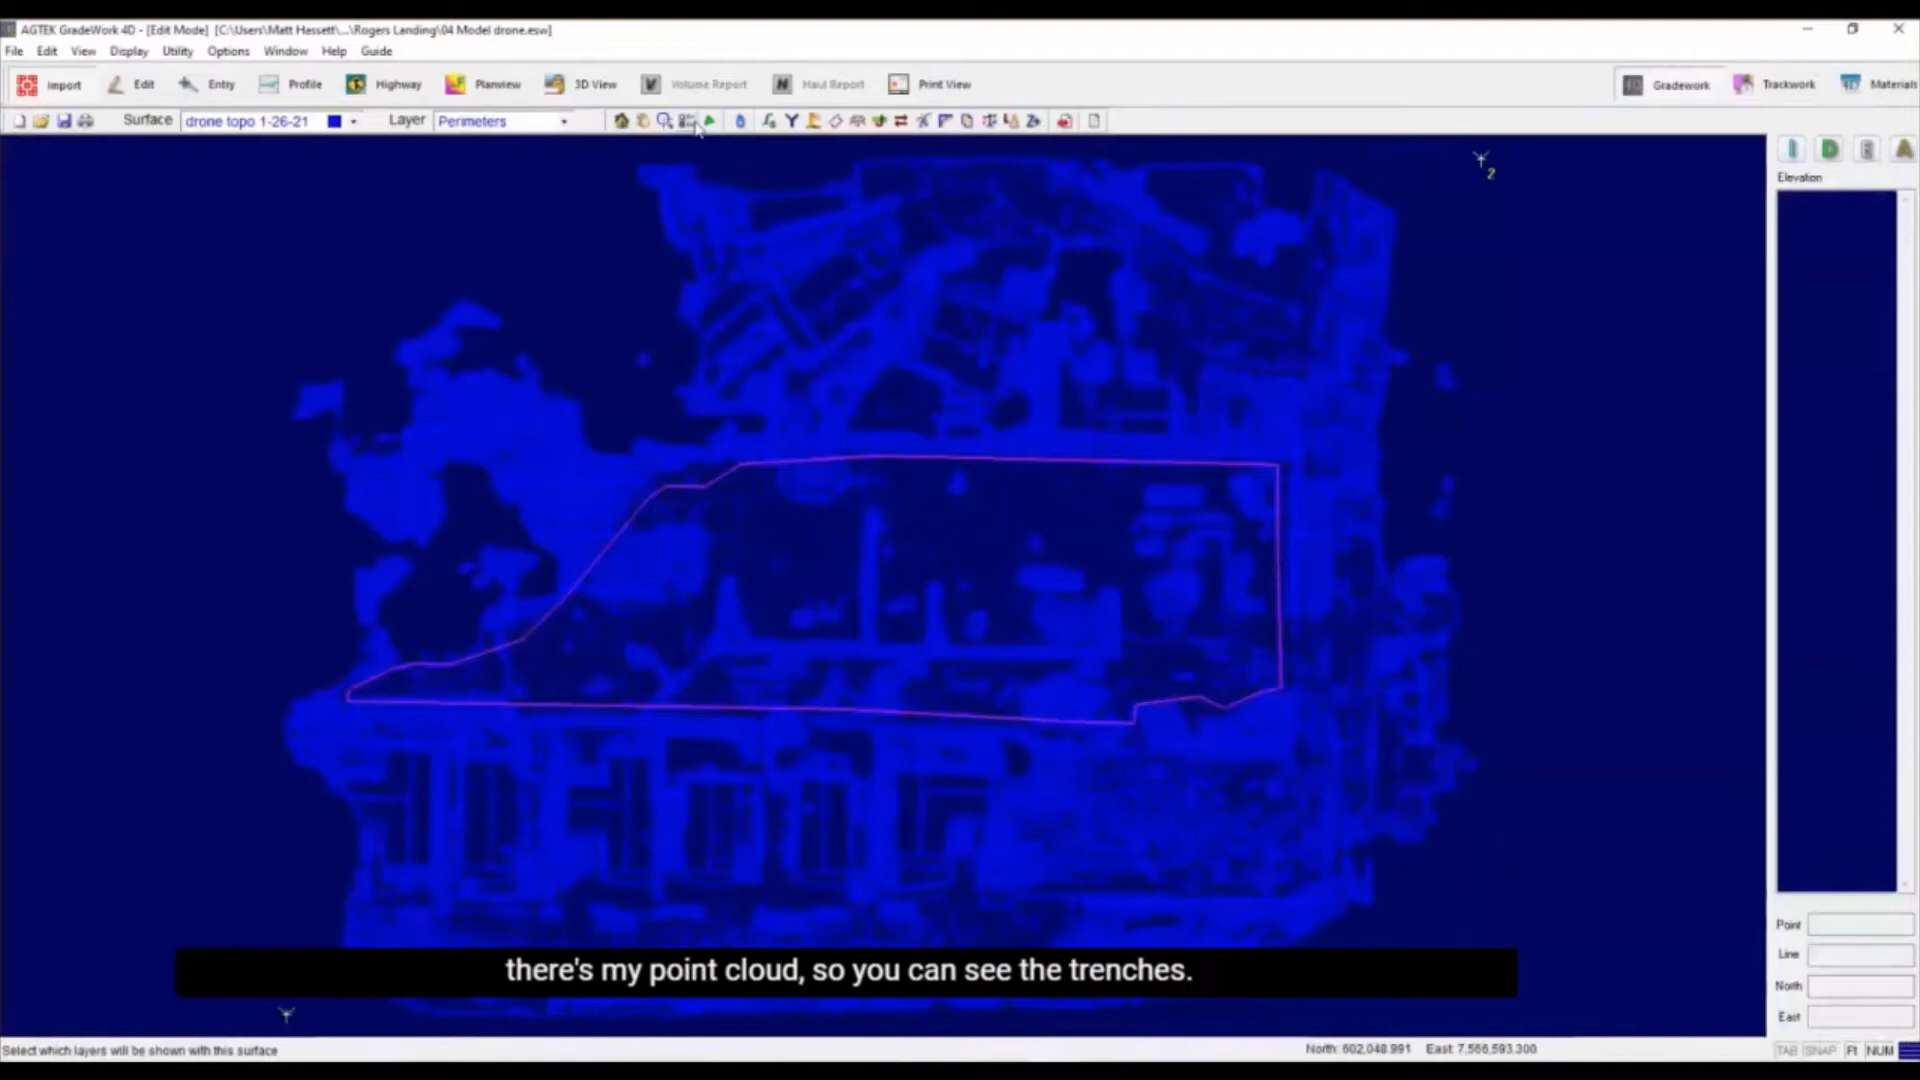 AGTEK GradeWork 4D - [Edit Mode] [C:\Users\Matt Hassett\...\Rogers Landing\04 Model drone.esw]
File Edit View Display Utility Options Window Help Guide
Import Edit Entry Profile Highway Planview 3D View Volume Report Haul Report Print View Gradework Trackwork Materials
Surface drone topo 1-26-21 Layer Perimeters
2
Elevation
there's my point cloud, so you can see the trenches.
Point
Line
North
East
Select which layers will be shown with this surface North: 602,048.991 East: 7,566,593.300 TAB SNAP Ft NUM